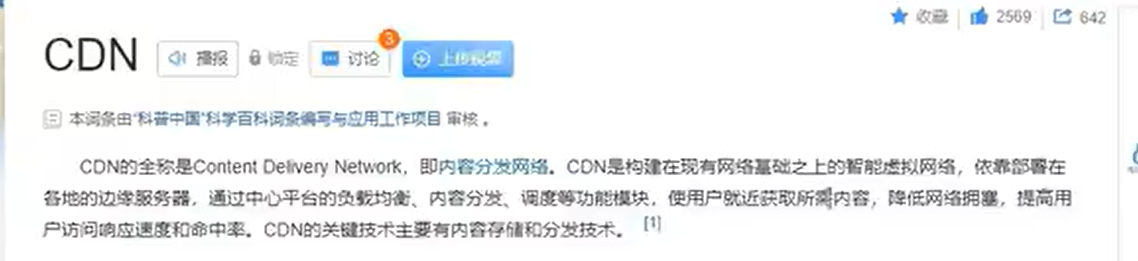 收藏 2569 642
CDN 播报 锁定 讨论 3 上传视频
本词条由“科普中国”科学百科词条编写与应用工作项目 审核 。
CDN的全称是Content Delivery Network，即内容分发网络。CDN是构建在现有网络基础之上的智能虚拟网络，依靠部署在
各地的边缘服务器，通过中心平台的负载均衡、内容分发、调度等功能模块，使用户就近获取所需内容，降低网络拥塞，提高用
户访问响应速度和命中率。CDN的关键技术主要有内容存储和分发技术。 [1]